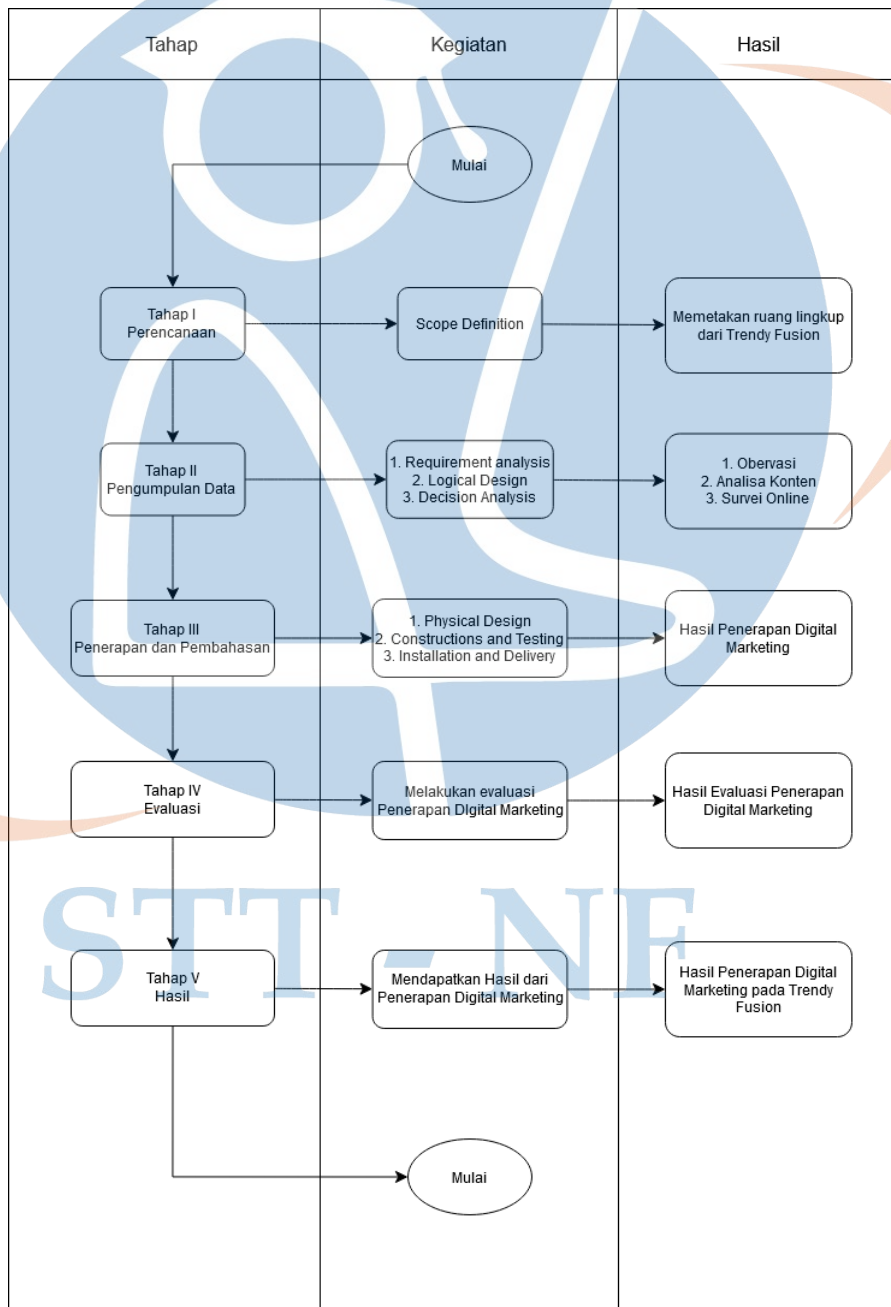 Tahap
Kegiatan
Hasil
Mulai
Tahap I
Perencanaan
Scope Definition
Memetakan ruang lingkup
dari Trendy Fusion
Tahap II
Pengumpulan Data
1. Requirement analysis
2. Logical Design
3. Decision Analysis
1. Obervasi
2. Analisa Konten
3. Survei Online
Tahap III
Penerapan dan Pembahasan
1. Physical Design
2. Constructions and Testing
3. Installation and Delivery
Hasil Penerapan Digital
Marketing
Tahap IV
Evaluasi
Melakukan evaluasi
Penerapan DIgital Marketing
Hasil Evaluasi Penerapan
Digital Marketing
STT - NF
Tahap V
Hasil
Mendapatkan Hasil dari
Penerapan Digital Marketing
Hasil Penerapan Digital
Marketing pada Trendy
Fusion
Mulai